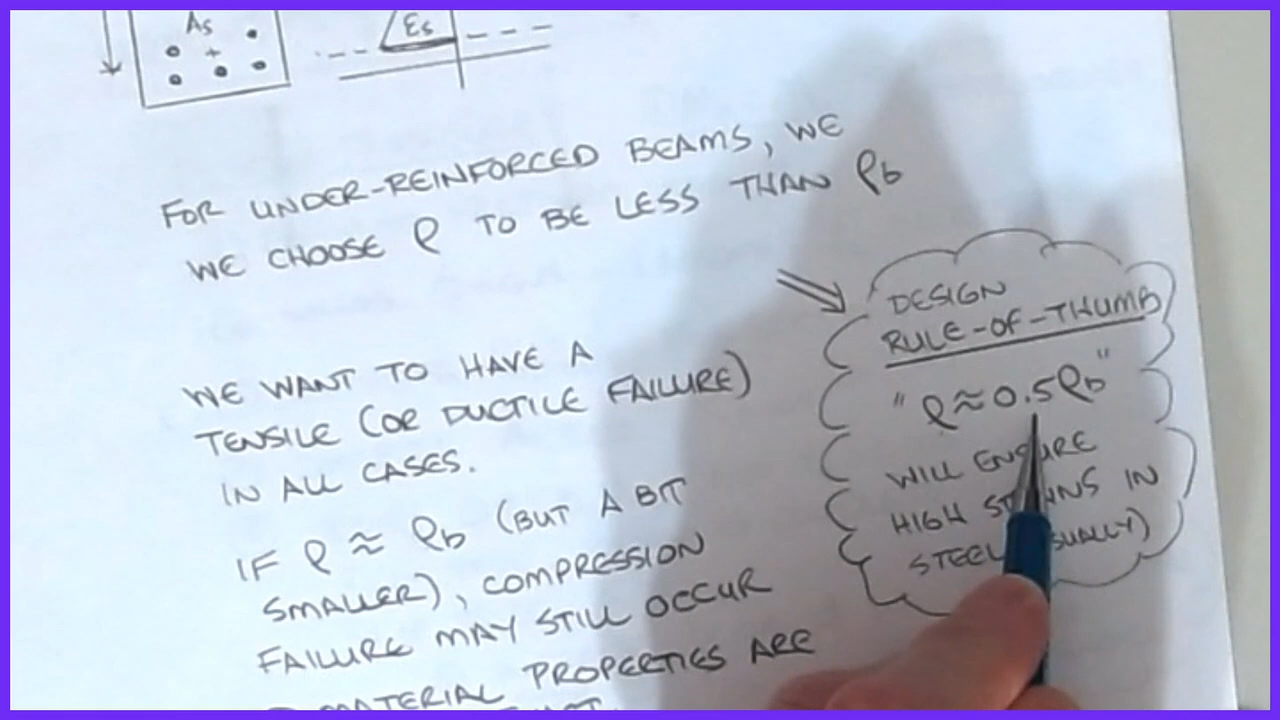 As
Es
FOR UNDER-REINFORCED BEAMS, WE
WE CHOOSE ρ TO BE LESS THAN ρb
WE WANT TO HAVE A
TENSILE (OR DUCTILE FAILURE)
IN ALL CASES.
IF ρ ≈ ρb (BUT A BIT
SMALLER), COMPRESSION
FAILURE MAY STILL OCCUR
MATERIAL PROPERTIES ARE
DESIGN
RULE-OF-THUMB
"ρ≈0.5ρb"
WILL ENSURE
HIGH IN
STEEL